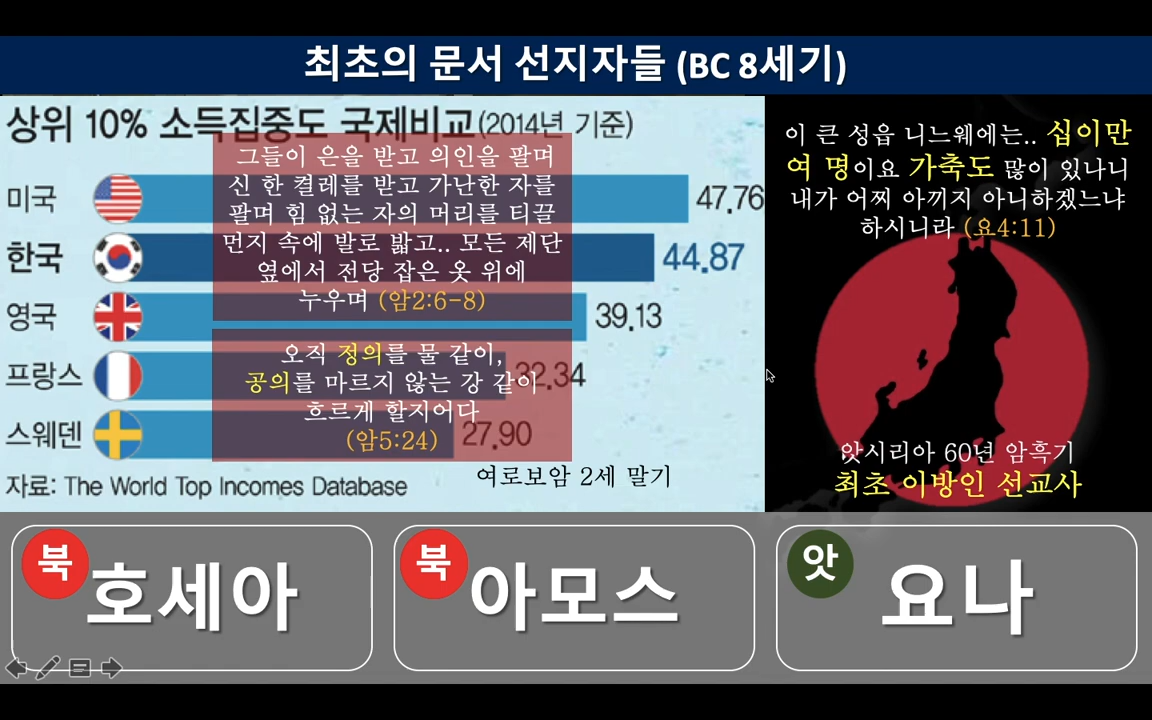 최초의 문서 선지자들 (BC 8세기)
상위 10% 소득집중도 국제비교(2014년 기준)
미국 47.76
한국 44.87
영국 39.13
프랑스 32.34
스웨덴 27.90
자료: The World Top Incomes Database
그들이 은을 받고 의인을 팔며
신 한 켤레를 받고 가난한 자를
팔며 힘 없는 자의 머리를 티끌
먼지 속에 발로 밟고.. 모든 제단
옆에서 전당 잡은 옷 위에
누우며 (암2:6-8)
오직 정의를 물 같이,
공의를 마르지 않는 강 같이
흐르게 할지어다
(암5:24)
여로보암 2세 말기
이 큰 성읍 니느웨에는.. 십이만
여 명이요 가축도 많이 있나니
내가 어찌 아끼지 아니하겠느냐
하시니라 (요4:11)
앗시리아 60년 암흑기
최초 이방인 선교사
북 호세아
북 아모스
앗 요나